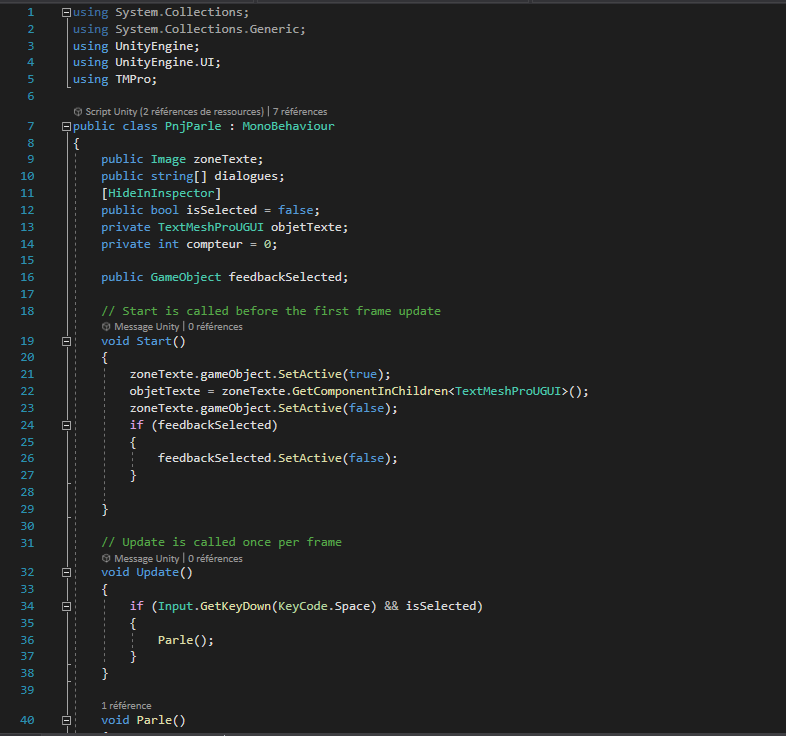 1 using System.Collections;
2 using System.Collections.Generic;
3 using UnityEngine;
4 using UnityEngine.UI;
5 using TMPro;
6
Script Unity (2 références de ressources) | 7 références
7 public class PnjParle : MonoBehaviour
8 {
9 public Image zoneTexte;
10 public string[] dialogues;
11 [HideInInspector]
12 public bool isSelected = false;
13 private TextMeshProUGUI objetTexte;
14 private int compteur = 0;
15
16 public GameObject feedbackSelected;
17
18 // Start is called before the first frame update
Message Unity | 0 références
19 void Start()
20 {
21 zoneTexte.gameObject.SetActive(true);
22 objetTexte = zoneTexte.GetComponentInChildren<TextMeshProUGUI>();
23 zoneTexte.gameObject.SetActive(false);
24 if (feedbackSelected)
25 {
26 feedbackSelected.SetActive(false);
27 }
28
29 }
30
31 // Update is called once per frame
Message Unity | 0 références
32 void Update()
33 {
34 if (Input.GetKeyDown(KeyCode.Space) && isSelected)
35 {
36 Parle();
37 }
38 }
39
1 référence
40 void Parle()